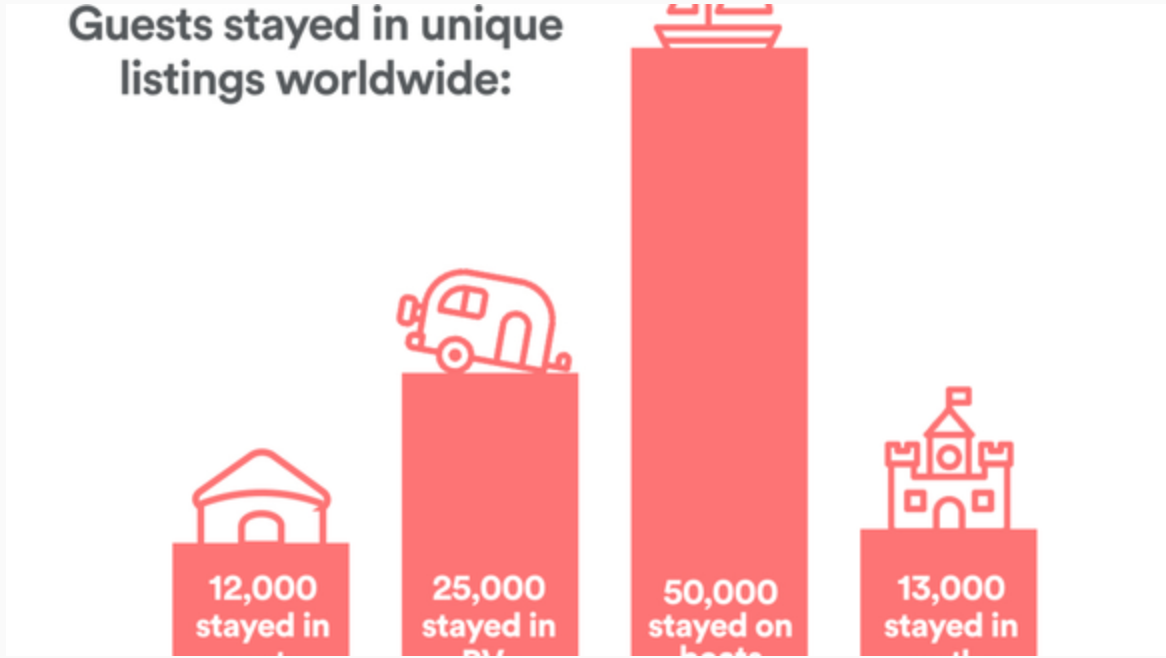 Guests stayed in unique
listings worldwide:
12,000
stayed in
25,000
stayed in
50,000
stayed on
boats
13,000
stayed in